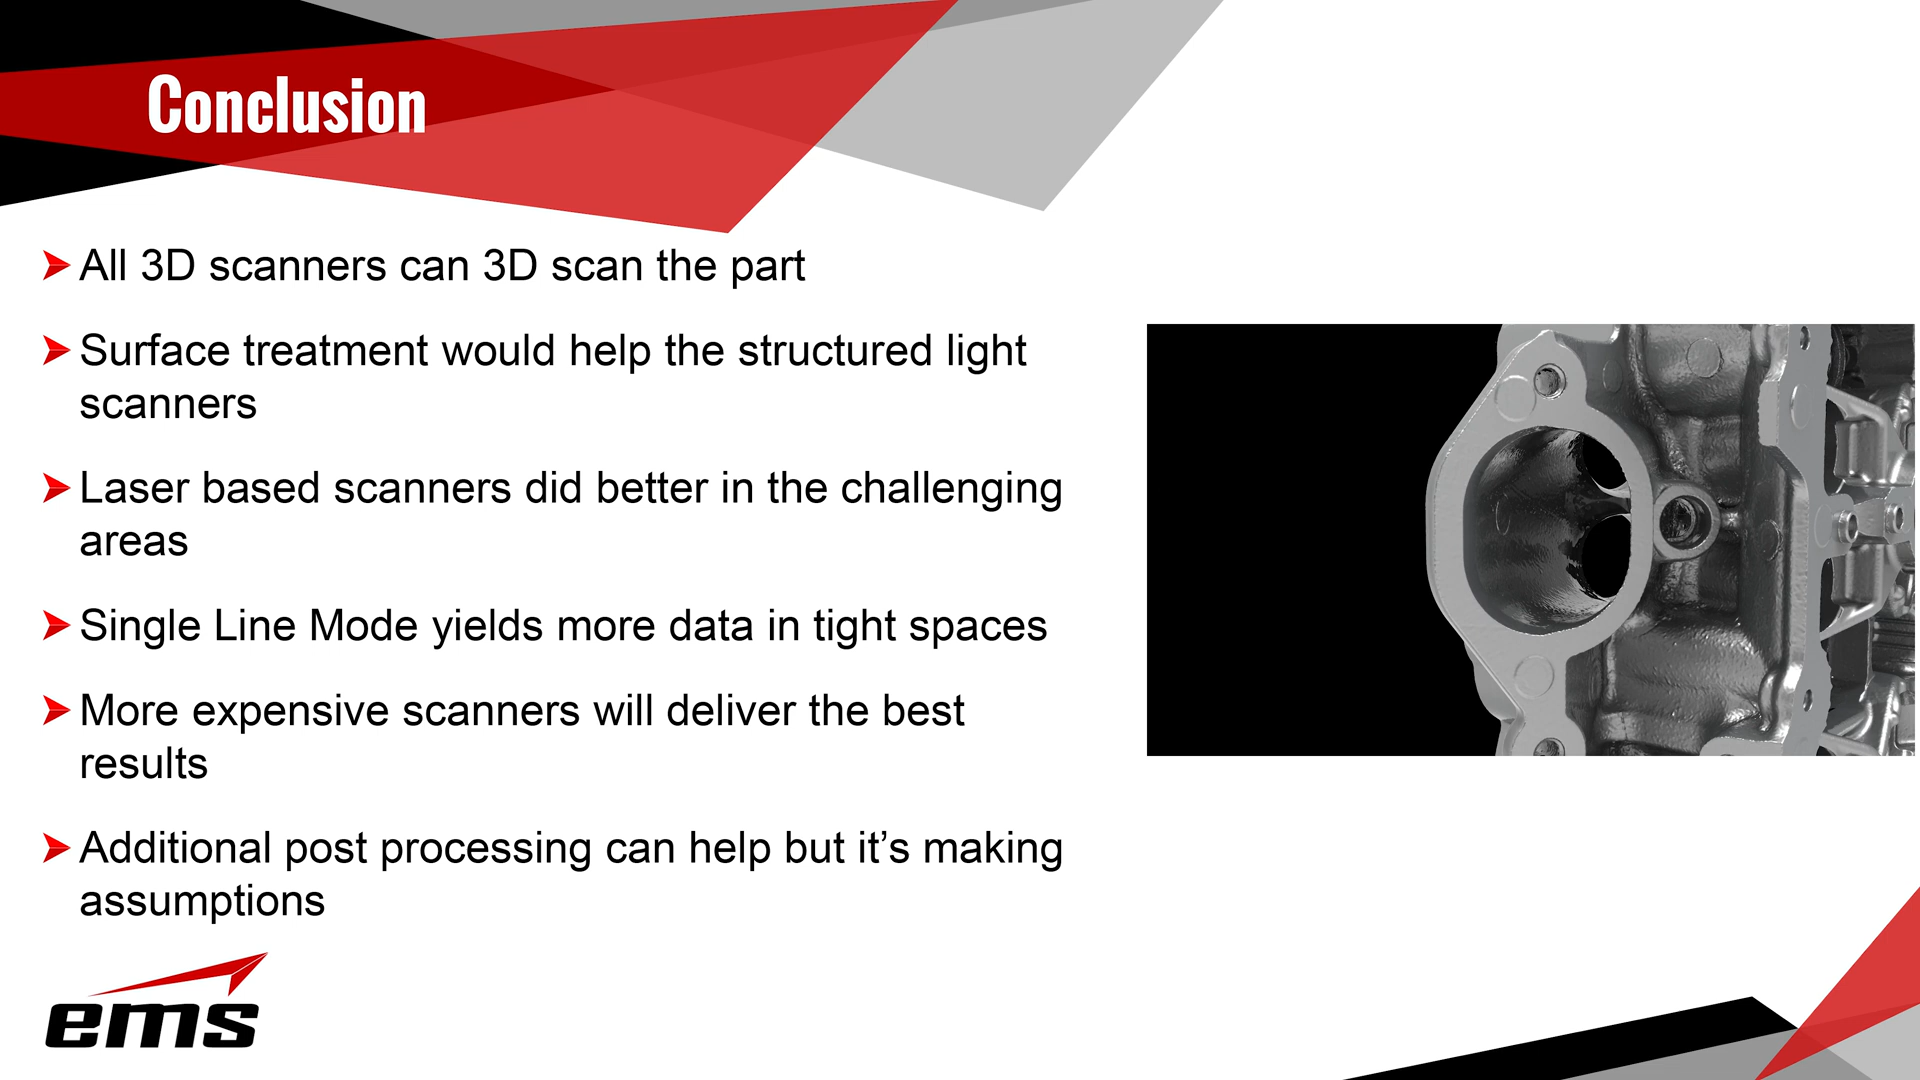 Conclusion
All 3D scanners can 3D scan the part
Surface treatment would help the structured light
scanners
Laser based scanners did better in the challenging
areas
Single Line Mode yields more data in tight spaces
More expensive scanners will deliver the best
results
Additional post processing can help but it’s making
assumptions
ems